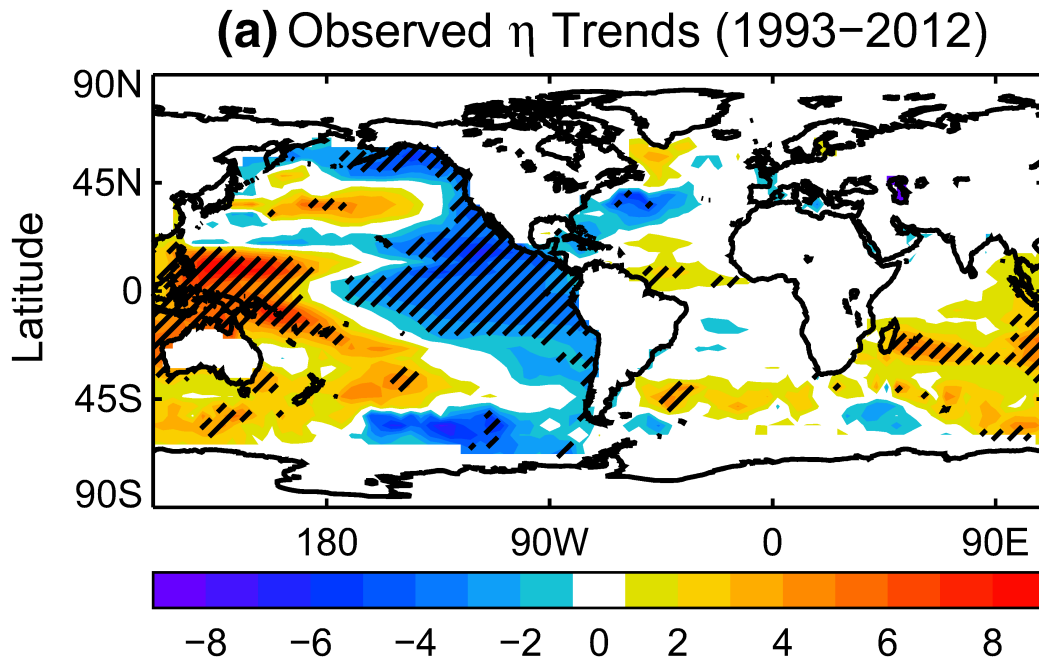 (a) Observed η Trends (1993−2012)
90N
45N
0
45S
90S
Latitude
180 90W 0 90E
−8 −6 −4 −2 0 2 4 6 8